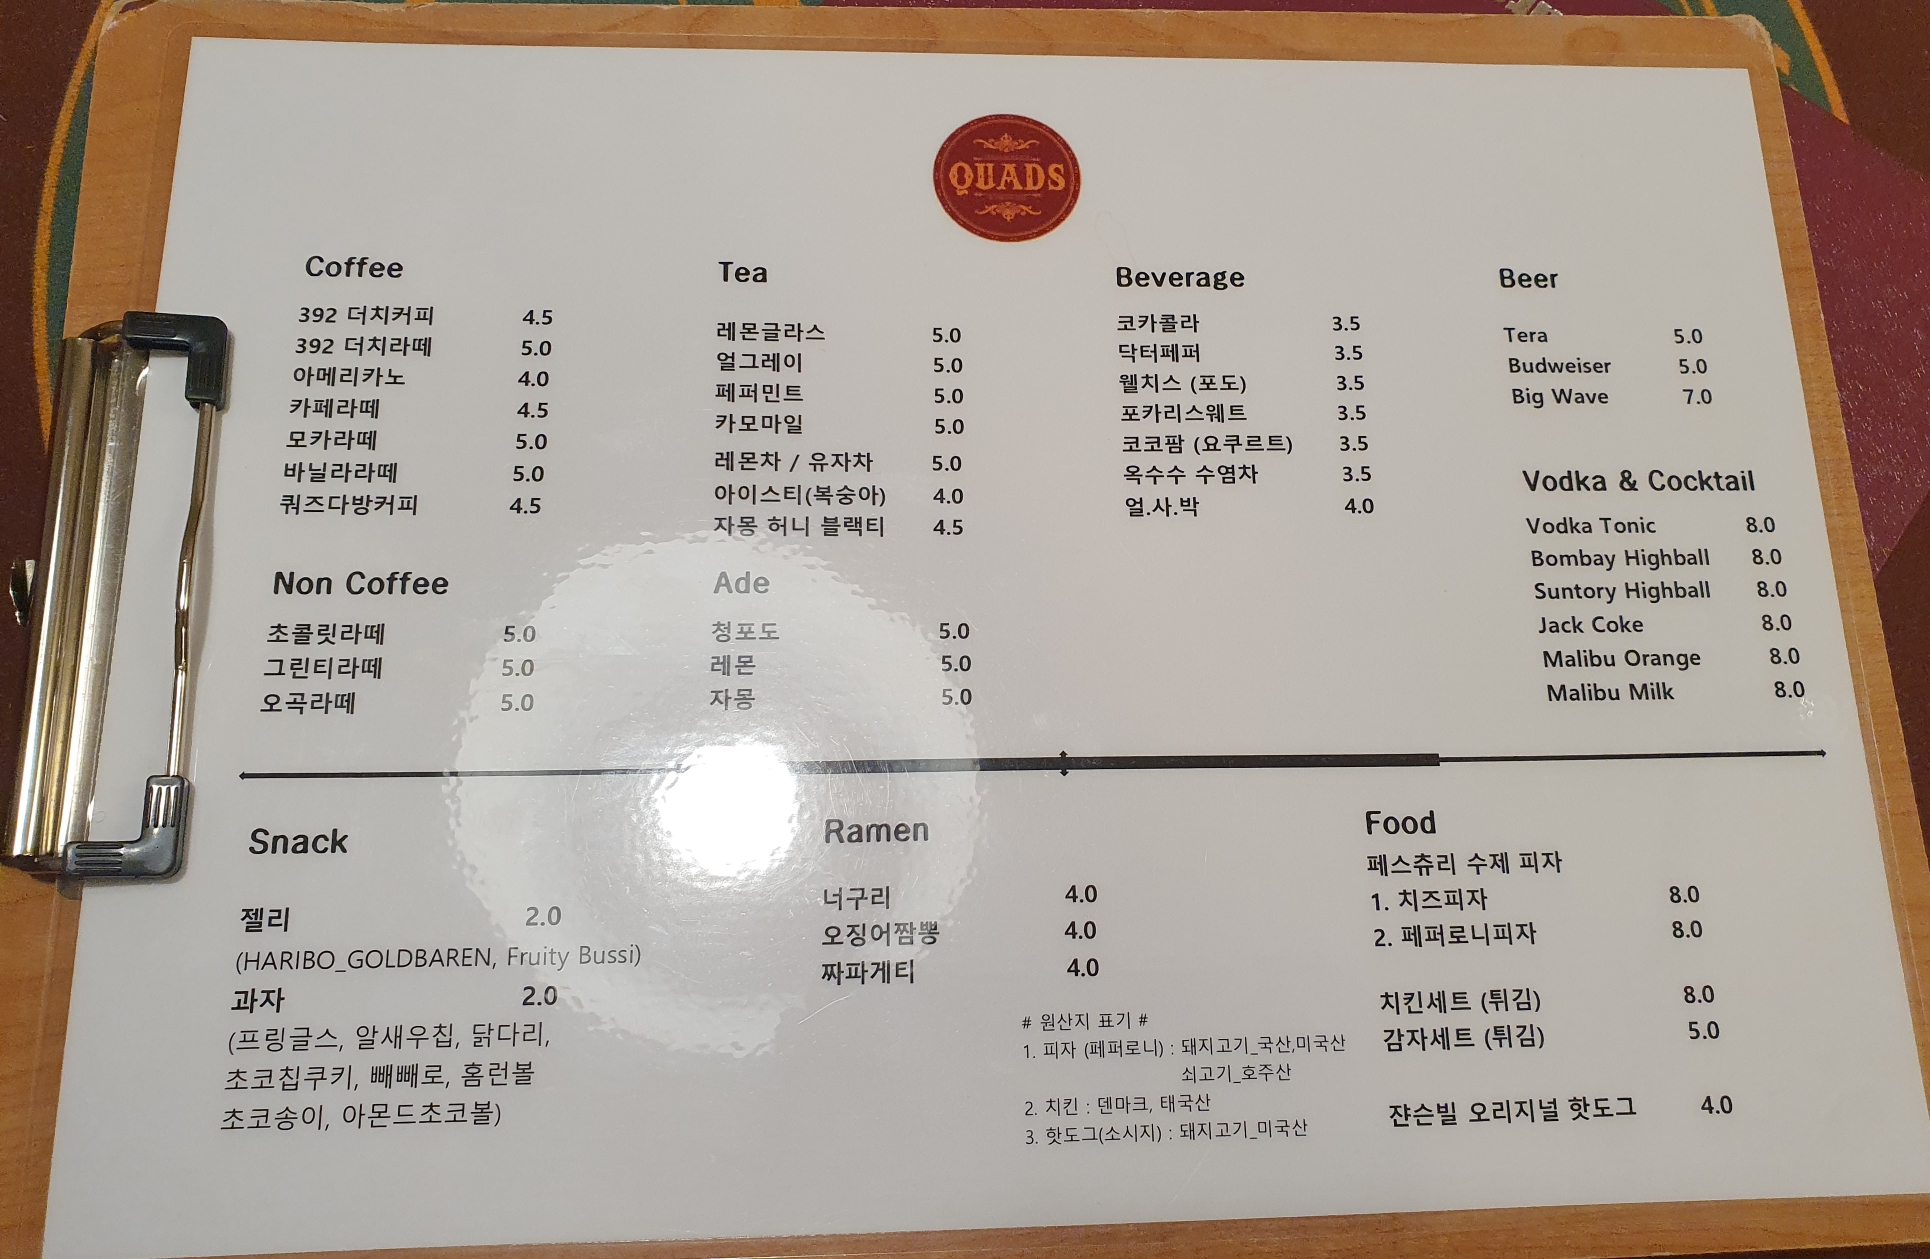 QUADS
Coffee
392 더치커피 4.5
392 더치라떼 5.0
아메리카노 4.0
카페라떼 4.5
모카라떼 5.0
바닐라라떼 5.0
쿼즈다방커피 4.5
Non Coffee
초콜릿라떼 5.0
그린티라떼 5.0
오곡라떼 5.0
Tea
레몬글라스 5.0
얼그레이 5.0
페퍼민트 5.0
카모마일 5.0
레몬차 / 유자차 5.0
아이스티(복숭아) 4.0
자몽 허니 블랙티 4.5
Ade
청포도 5.0
레몬 5.0
자몽 5.0
Beverage
코카콜라 3.5
닥터페퍼 3.5
웰치스 (포도) 3.5
포카리스웨트 3.5
코코팜 (요쿠르트) 3.5
옥수수 수염차 3.5
얼.사.박 4.0
Beer
Tera 5.0
Budweiser 5.0
Big Wave 7.0
Vodka & Cocktail
Vodka Tonic 8.0
Bombay Highball 8.0
Suntory Highball 8.0
Jack Coke 8.0
Malibu Orange 8.0
Malibu Milk 8.0
Snack
젤리 2.0
(HARIBO_GOLDBAREN, Fruity Bussi)
과자 2.0
(프링글스, 알새우칩, 닭다리,
초코칩쿠키, 빼빼로, 홈런볼
초코송이, 아몬드초코볼)
Ramen
너구리 4.0
오징어짬뽕 4.0
짜파게티 4.0
# 원산지 표기 #
1. 피자 (페퍼로니) : 돼지고기_국산,미국산
쇠고기_호주산
2. 치킨 : 덴마크, 태국산
3. 핫도그(소시지) : 돼지고기_미국산
Food
페스츄리 수제 피자
1. 치즈피자 8.0
2. 페퍼로니피자 8.0
치킨세트 (튀김) 8.0
감자세트 (튀김) 5.0
쟌슨빌 오리지널 핫도그 4.0